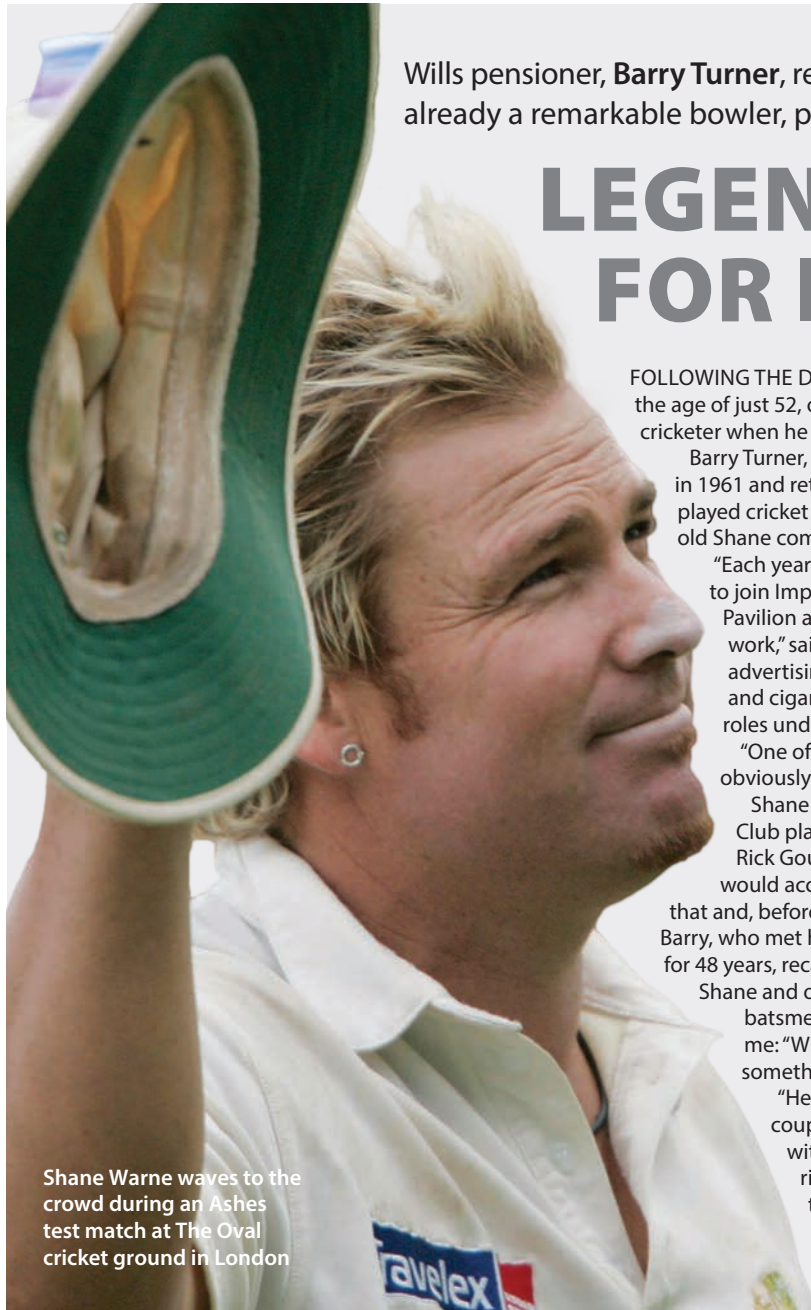 Wills pensioner, Barry Turner, re
already a remarkable bowler, p
LEGEN
FOR
FOLLOWING THE D
the age of just 52,
cricketer when he
Barry Turner,
in 1961 and ret
played cricket
old Shane com
“Each year
to join Imp
Pavilion a
work,” sai
advertisin
and cigar
roles und
“One of
obviously
Shane
Club pla
Rick Gou
would acc
that and, before
Barry, who met h
for 48 years, rec
Shane and
batsme
me: “W
someth
“He
coup
wit
ri
Shane Warne waves to the
crowd during an Ashes
test match at The Oval
cricket ground in London
ravelex